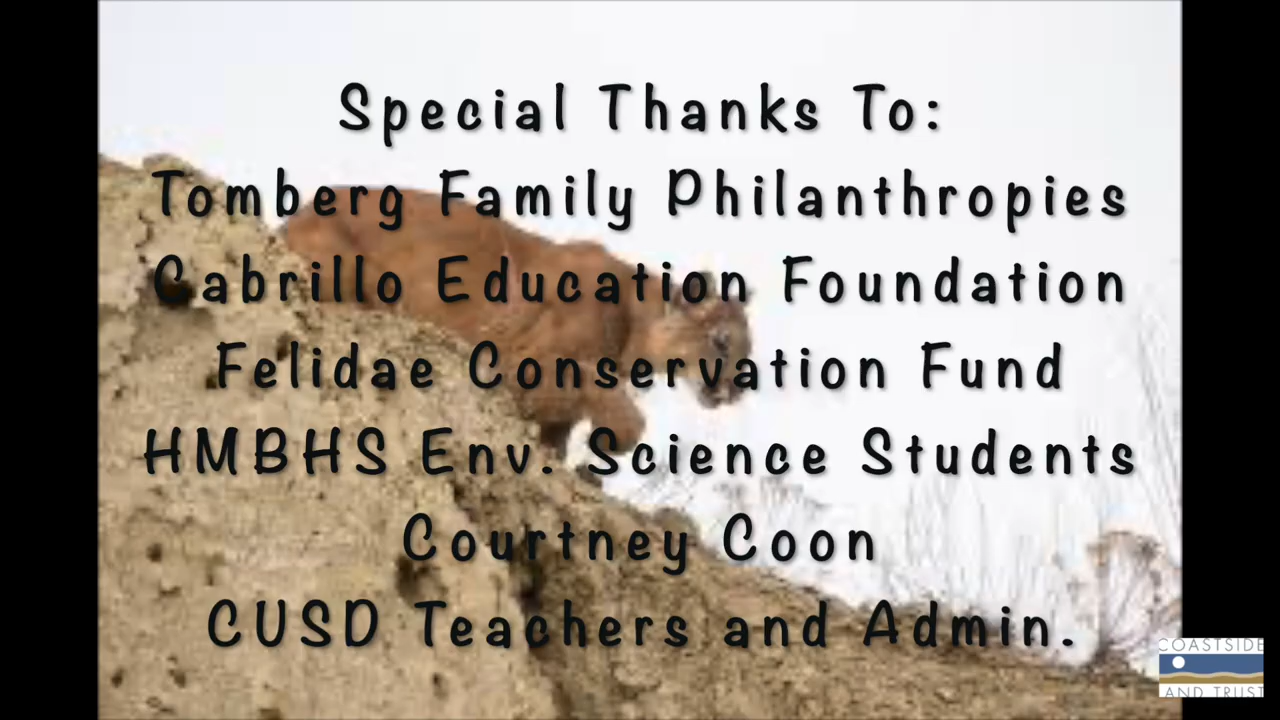 Special Thanks To:
Tomberg Family Philanthropies
Cabrillo Education Foundation
Felidae Conservation Fund
HMBHS Env. Science Students
Courtney Coon
CUSD Teachers and Admin.
COASTSIDE
AND TRUST